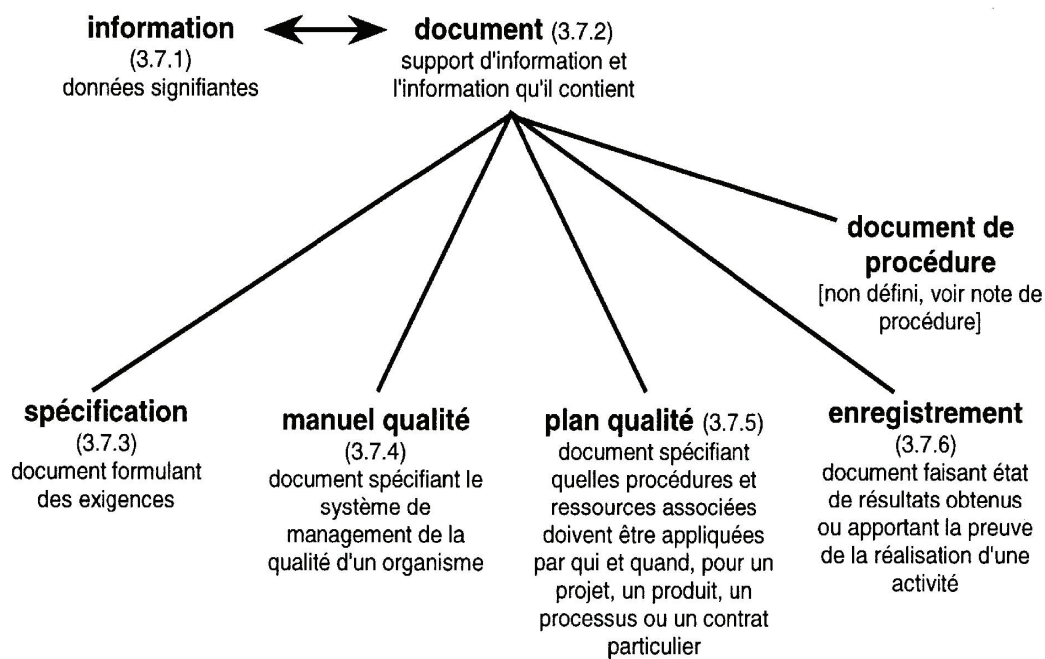 information
(3.7.1)
données signifiantes
document (3.7.2)
support d'information et
l'information qu'il contient
document de
procédure
[non défini, voir note de
procédure]
spécification
(3.7.3)
document formulant
des exigences
manuel qualité
(3.7.4)
document spécifiant le
système de
management de la
qualité d'un organisme
plan qualité (3.7.5)
document spécifiant
quelles procédures et
ressources associées
doivent être appliquées
par qui et quand, pour un
projet, un produit, un
processus ou un contrat
particulier
enregistrement
(3.7.6)
document faisant état
de résultats obtenus
ou apportant la preuve
de la réalisation d'une
activité